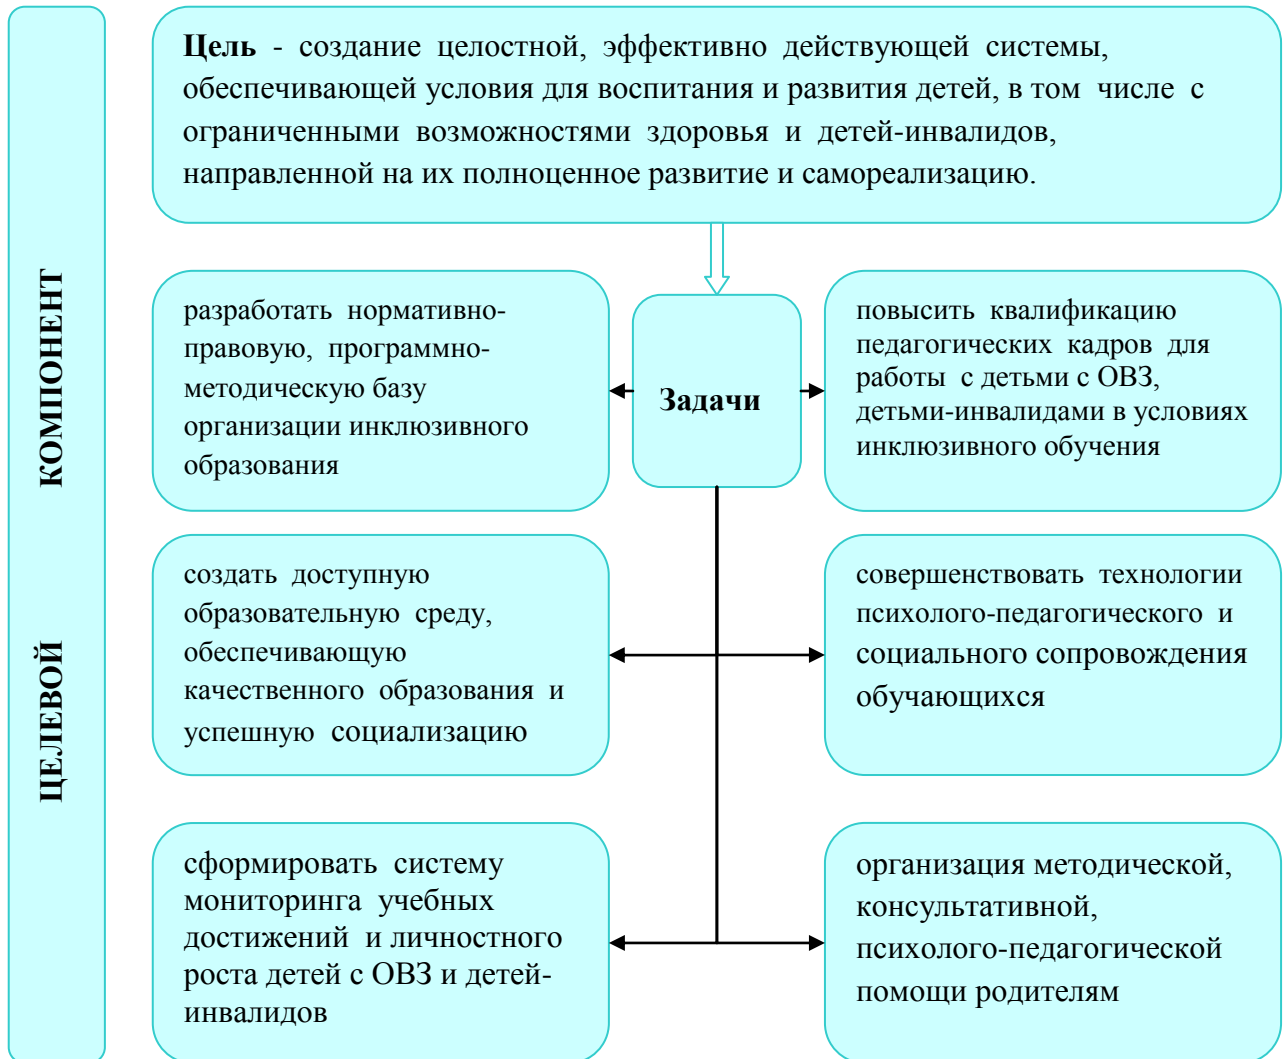 ЦЕЛЕВОЙ КОМПОНЕНТ
Цель - создание целостной, эффективно действующей системы,
обеспечивающей условия для воспитания и развития детей, в том числе с
ограниченными возможностями здоровья и детей-инвалидов,
направленной на их полноценное развитие и самореализацию.
разработать нормативно-
правовую, программно-
методическую базу
организации инклюзивного
образования
Задачи
повысить квалификацию
педагогических кадров для
работы с детьми с ОВЗ,
детьми-инвалидами в условиях
инклюзивного обучения
создать доступную
образовательную среду,
обеспечивающую
качественного образования и
успешную социализацию
совершенствовать технологии
психолого-педагогического и
социального сопровождения
обучающихся
сформировать систему
мониторинга учебных
достижений и личностного
роста детей с ОВЗ и детей-
инвалидов
организация методической,
консультативной,
психолого-педагогической
помощи родителям